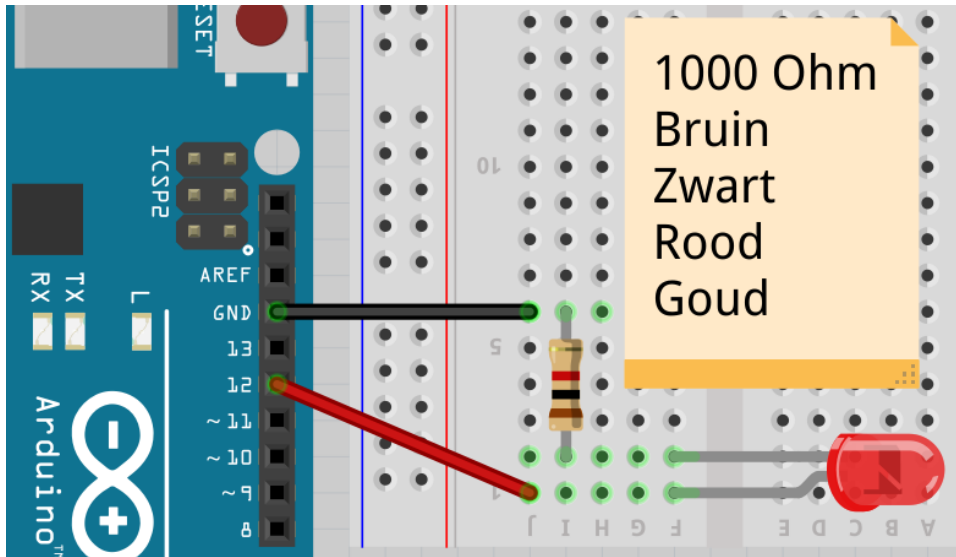 RESET
ICSP2
AREF
GND
13
12
~11
~10
~9
8
RX
TX
L
Arduino™
10
5
1
J I H G F E D C B A
1000 Ohm
Bruin
Zwart
Rood
Goud